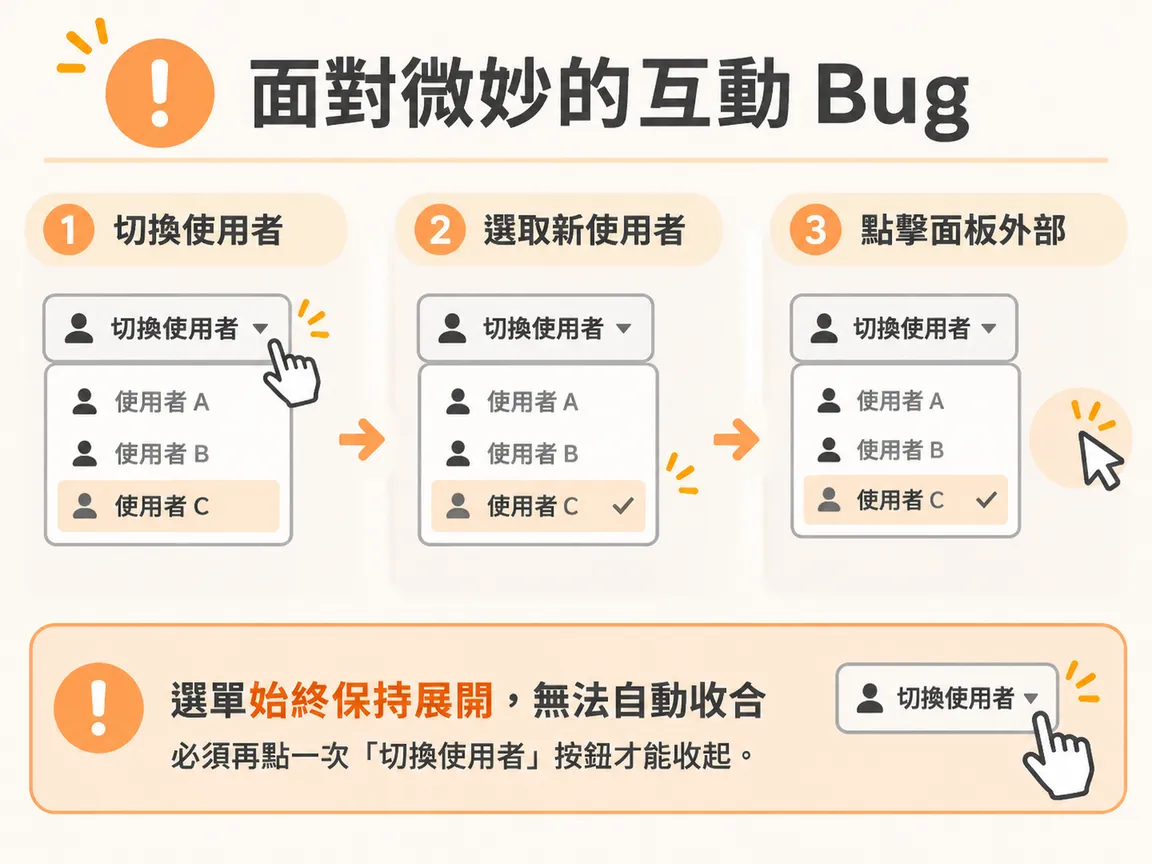 面對微妙的互動 Bug
1 切換使用者
切換使用者
使用者 A
使用者 B
使用者 C
2 選取新使用者
切換使用者
使用者 A
使用者 B
使用者 C
3 點擊面板外部
切換使用者
使用者 A
使用者 B
使用者 C
選單始終保持展開，無法自動收合
必須再點一次「切換使用者」按鈕才能收起。
切換使用者